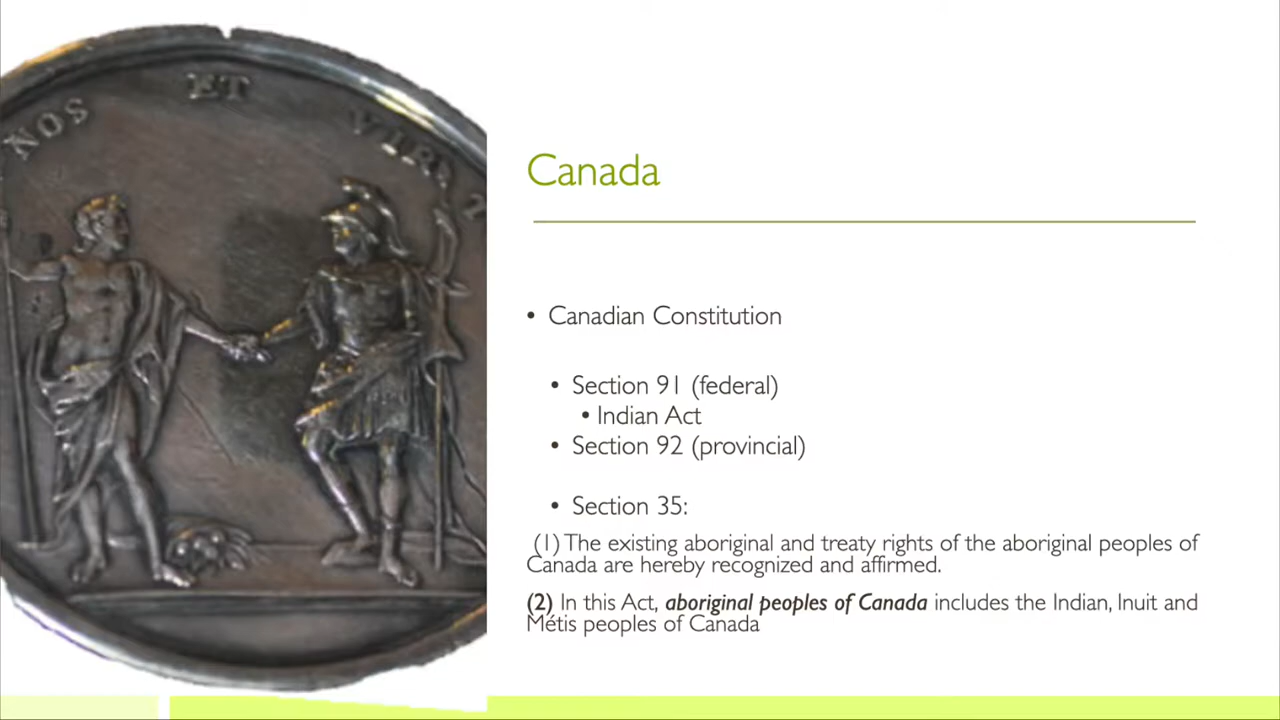 NOS ET VIRT
Canada
• Canadian Constitution
• Section 91 (federal)
• Indian Act
• Section 92 (provincial)
• Section 35:
(1) The existing aboriginal and treaty rights of the aboriginal peoples of
Canada are hereby recognized and affirmed.
(2) In this Act, aboriginal peoples of Canada includes the Indian, Inuit and
Métis peoples of Canada